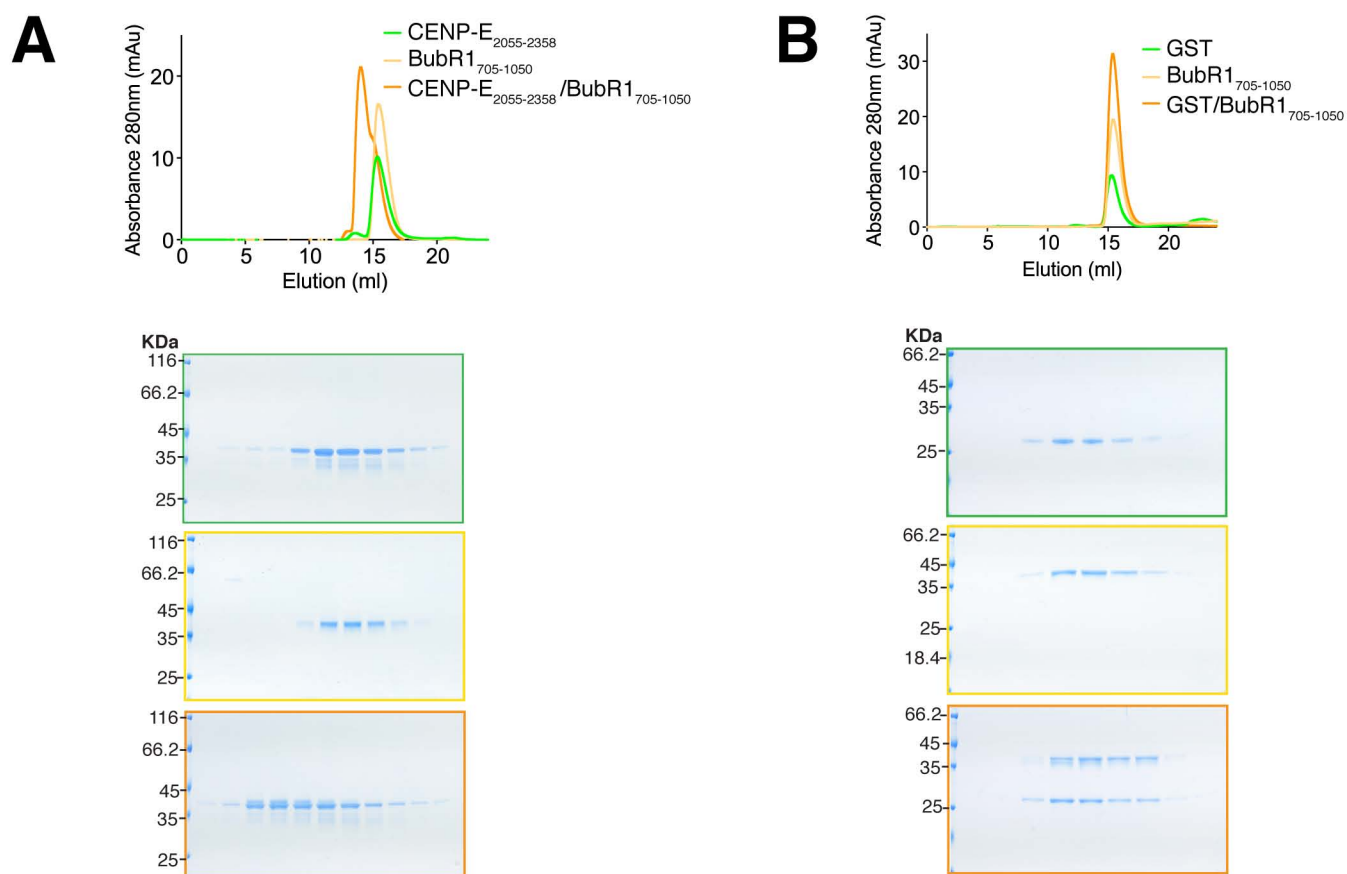 A
Absorbance 280nm (mAu)
20
10
0
0 5 10 15 20
Elution (ml)
CENP-E2055-2358
BubR1705-1050
CENP-E2055-2358/BubR1705-1050
KDa
116
66.2
45
35
25
116
66.2
45
35
25
116
66.2
45
35
25
B
Absorbance 280nm (mAu)
30
20
10
0
0 5 10 15 20
Elution (ml)
GST
BubR1705-1050
GST/BubR1705-1050
KDa
66.2
45
35
25
66.2
45
35
25
18.4
66.2
45
35
25